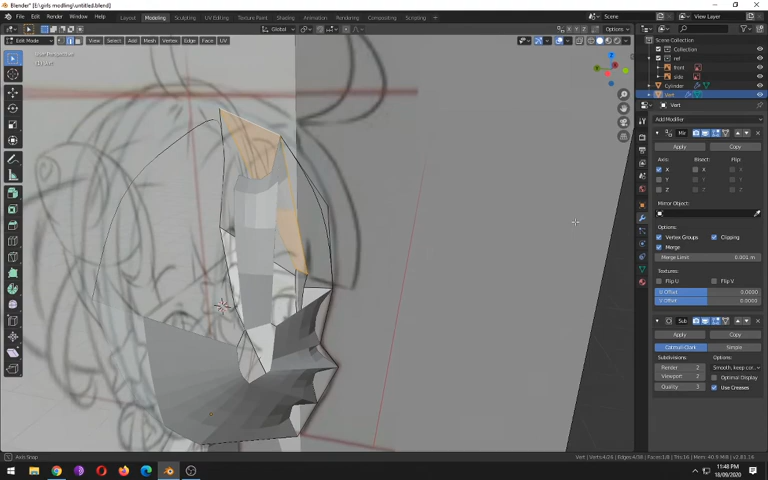 Blender* [E:\girls modling\untitled.blend]
File Edit Render Window Help Layout Modeling Sculpting UV Editing Texture Paint Shading Animation Rendering Compositing Scripting Scene View Layer
Global Options
Edit Mode View Select Add Mesh Vertex Edge Face UV
Scene Collection
Collection
ref
front
side
Cylinder
Vert
Vert
Add Modifier
Mir
Apply Copy
Axis: Bisect: Flip:
X X X
Y Y Y
Z Z Z
Mirror Object:
Options:
Vertex Groups Clipping
Merge
Merge Limit 0.001 m
Textures:
Flip U Flip V
U Offset 0.0000
V Offset 0.0000
Sub
Apply Copy
Catmull-Clark Simple
Subdivisions: Options:
Render 2 Smooth, keep cor..
Viewport 2 Optimal Display
Quality 3 Use Creases
Axis Snap
11:48 PM
18/09/2020